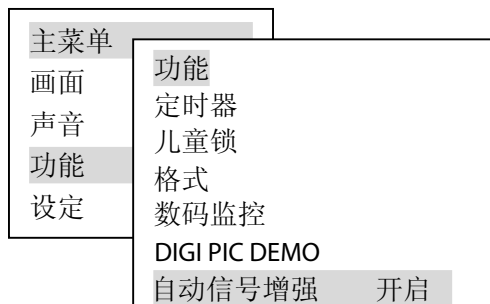 主菜单
画面
声音
功能
设定
功能
定时器
儿童锁
格式
数码监控
DIGI PIC DEMO
自动信号增强 开启